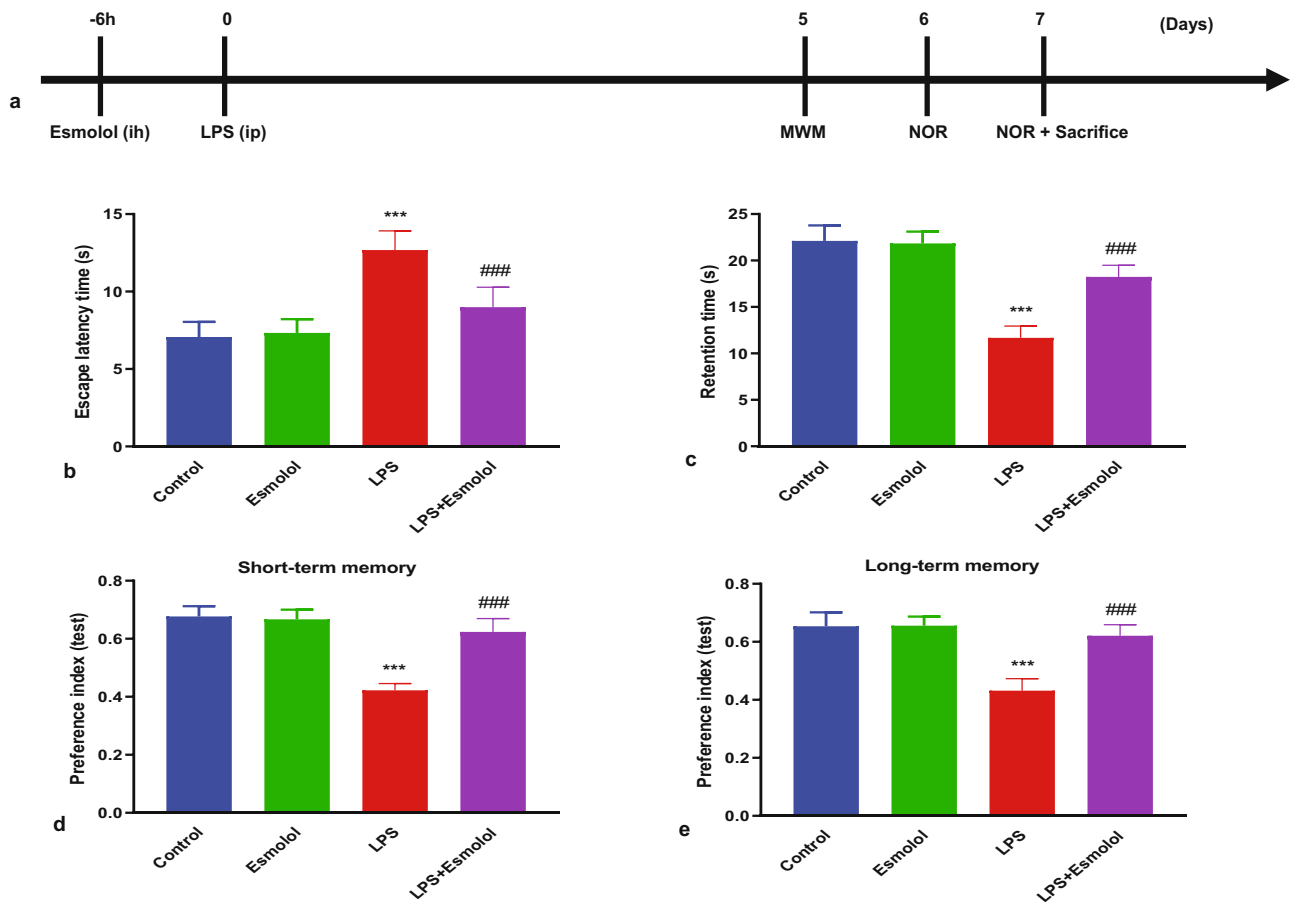 -6h 0 5 6 7 (Days)
a
Esmolol (ih) LPS (ip) MWM NOR NOR + Sacrifice
Escape latency time (s)
15
10
5
0
***
###
Control
Esmolol
LPS
LPS+Esmolol
b
Retention time (s)
25
20
15
10
5
0
***
###
Control
Esmolol
LPS
LPS+Esmolol
c
Short-term memory
Preference index (test)
0.8
0.6
0.4
0.2
0.0
***
###
Control
Esmolol
LPS
LPS+Esmolol
d
Long-term memory
Preference index (test)
0.8
0.6
0.4
0.2
0.0
***
###
Control
Esmolol
LPS
LPS+Esmolol
e